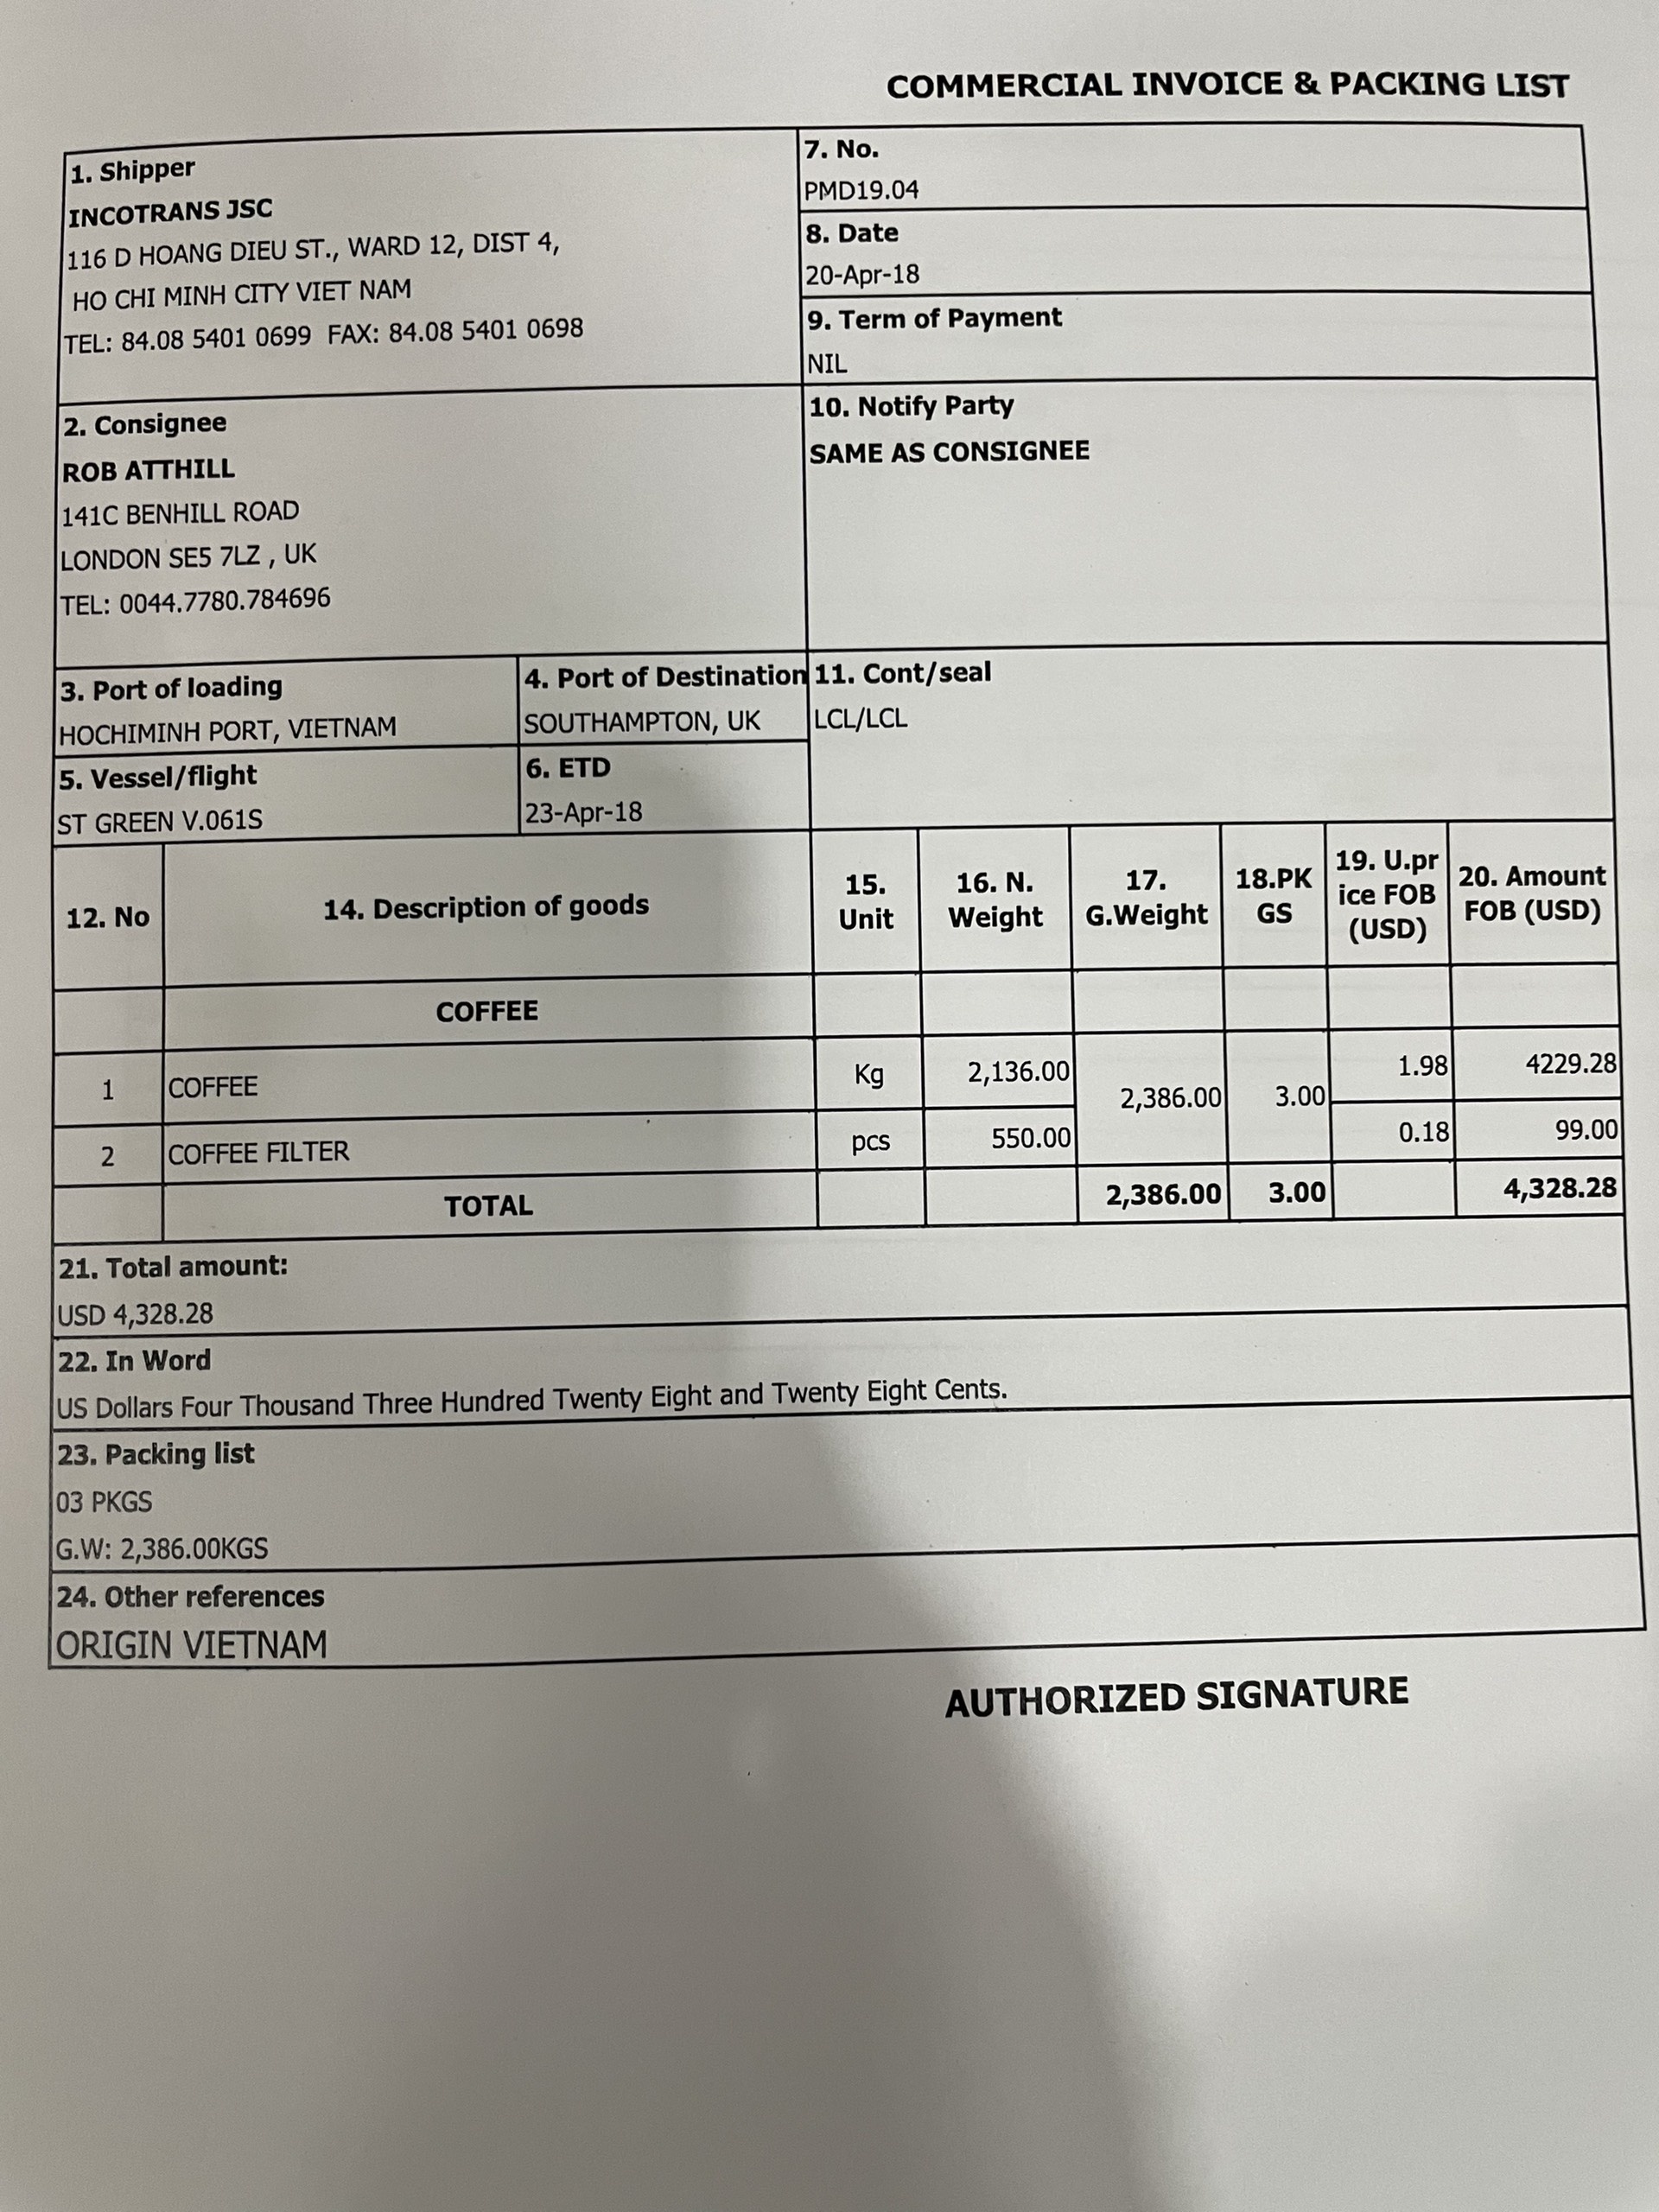 COMMERCIAL INVOICE & PACKING LIST
1. Shipper
INCOTRANS JSC
116 D HOANG DIEU ST., WARD 12, DIST 4,
HO CHI MINH CITY VIET NAM
TEL: 84.08 5401 0699 FAX: 84.08 5401 0698
7. No.
PMD19.04
8. Date
20-Apr-18
9. Term of Payment
NIL
2. Consignee
ROB ATTHILL
141C BENHILL ROAD
LONDON SE5 7LZ , UK
TEL: 0044.7780.784696
10. Notify Party
SAME AS CONSIGNEE
3. Port of loading
HOCHIMINH PORT, VIETNAM
4. Port of Destination
SOUTHAMPTON, UK
11. Cont/seal
LCL/LCL
5. Vessel/flight
ST GREEN V.061S
6. ETD
23-Apr-18
12. No
14. Description of goods
15.
Unit
16. N.
Weight
17.
G.Weight
18.PK
GS
19. U.pr
ice FOB
(USD)
20. Amount
FOB (USD)
COFFEE
1 COFFEE Kg 2,136.00 2,386.00 3.00 1.98 4229.28
2 COFFEE FILTER pcs 550.00 0.18 99.00
TOTAL 2,386.00 3.00 4,328.28
21. Total amount:
USD 4,328.28
22. In Word
US Dollars Four Thousand Three Hundred Twenty Eight and Twenty Eight Cents.
23. Packing list
03 PKGS
G.W: 2,386.00KGS
24. Other references
ORIGIN VIETNAM
AUTHORIZED SIGNATURE